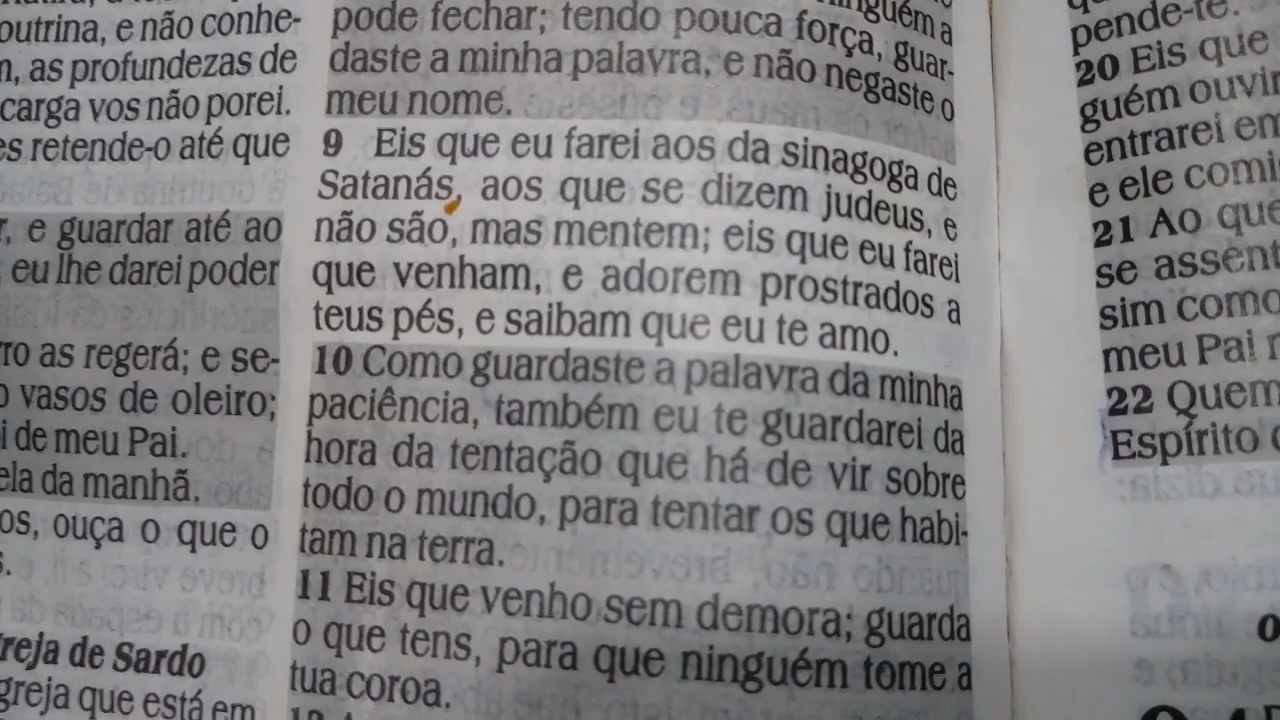 outrina, e não conhe-
, as profundezas de
carga vos não porei.
es retende-o até que
r, e guardar até ao
eu lhe darei poder
ro as regerá; e se-
o vasos de oleiro;
i de meu Pai.
ela da manhã.
os, ouça o que o
s.
reja de Sardo
greja que está em
ninguém a
pode fechar; tendo pouca força, guar-
daste a minha palavra, e não negaste o
meu nome.
9 Eis que eu farei aos da sinagoga de
Satanás, aos que se dizem judeus, e
não são, mas mentem; eis que eu farei
que venham, e adorem prostrados a
teus pés, e saibam que eu te amo.
10 Como guardaste a palavra da minha
paciência, também eu te guardarei da
hora da tentação que há de vir sobre
todo o mundo, para tentar os que habi-
tam na terra.
11 Eis que venho sem demora; guarda
o que tens, para que ninguém tome a
tua coroa.
pende-te.
20 Eis que
guém ouvir
entrarei em
e ele comi
21 Ao que
se assent
sim como
meu Pai
22 Quem
Espírito